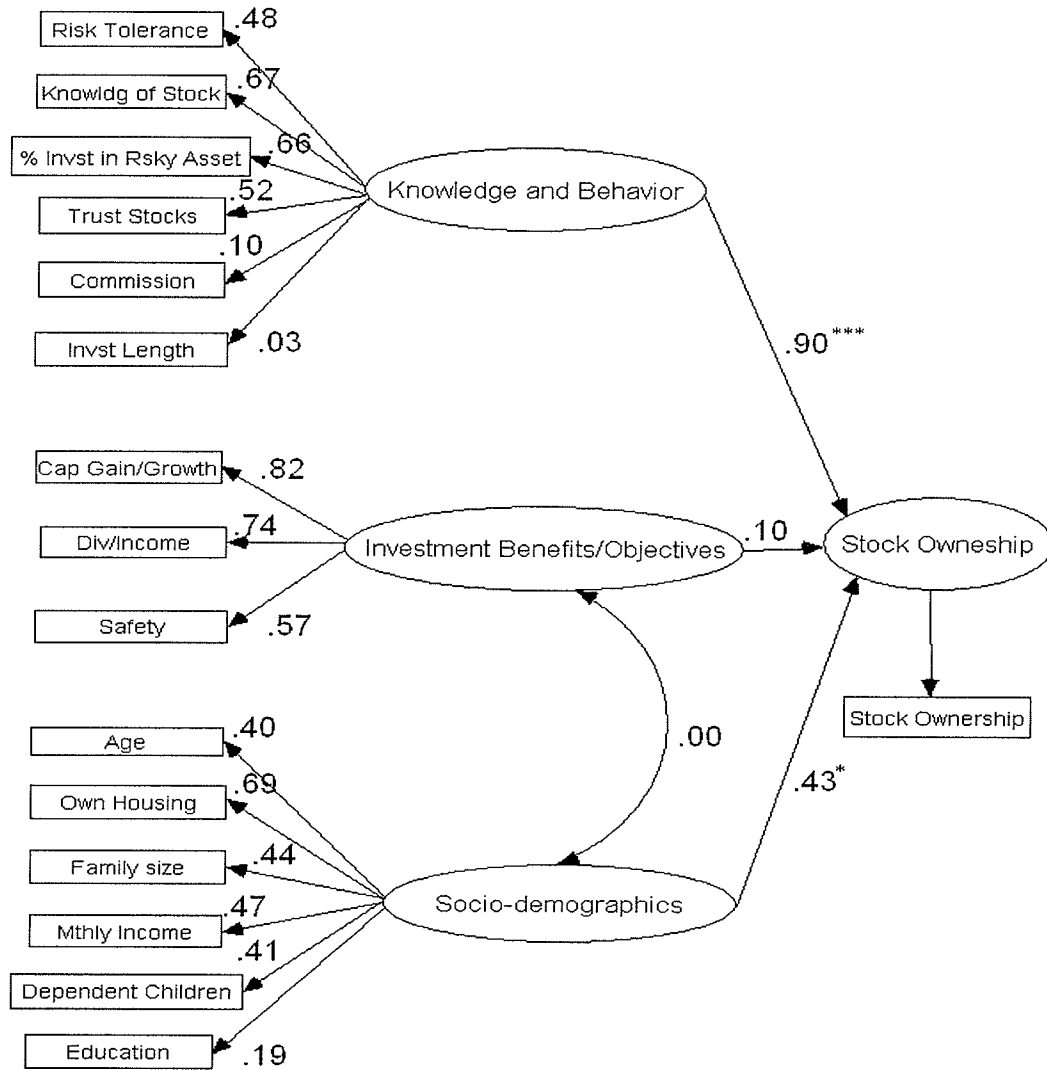 Risk Tolerance
.48
Knowldg of Stock
.67
% Invst in Rsky Asset
.66
Trust Stocks
.52
Commission
.10
Invst Length
.03
Knowledge and Behavior
.90***
Cap Gain/Growth
.82
Div/Income
.74
Safety
.57
Investment Benefits/Objectives
.10
Stock Owneship
Stock Ownership
.00
.43*
Age
.40
Own Housing
.69
Family size
.44
Mthly Income
.47
Dependent Children
.41
Education
.19
Socio-demographics